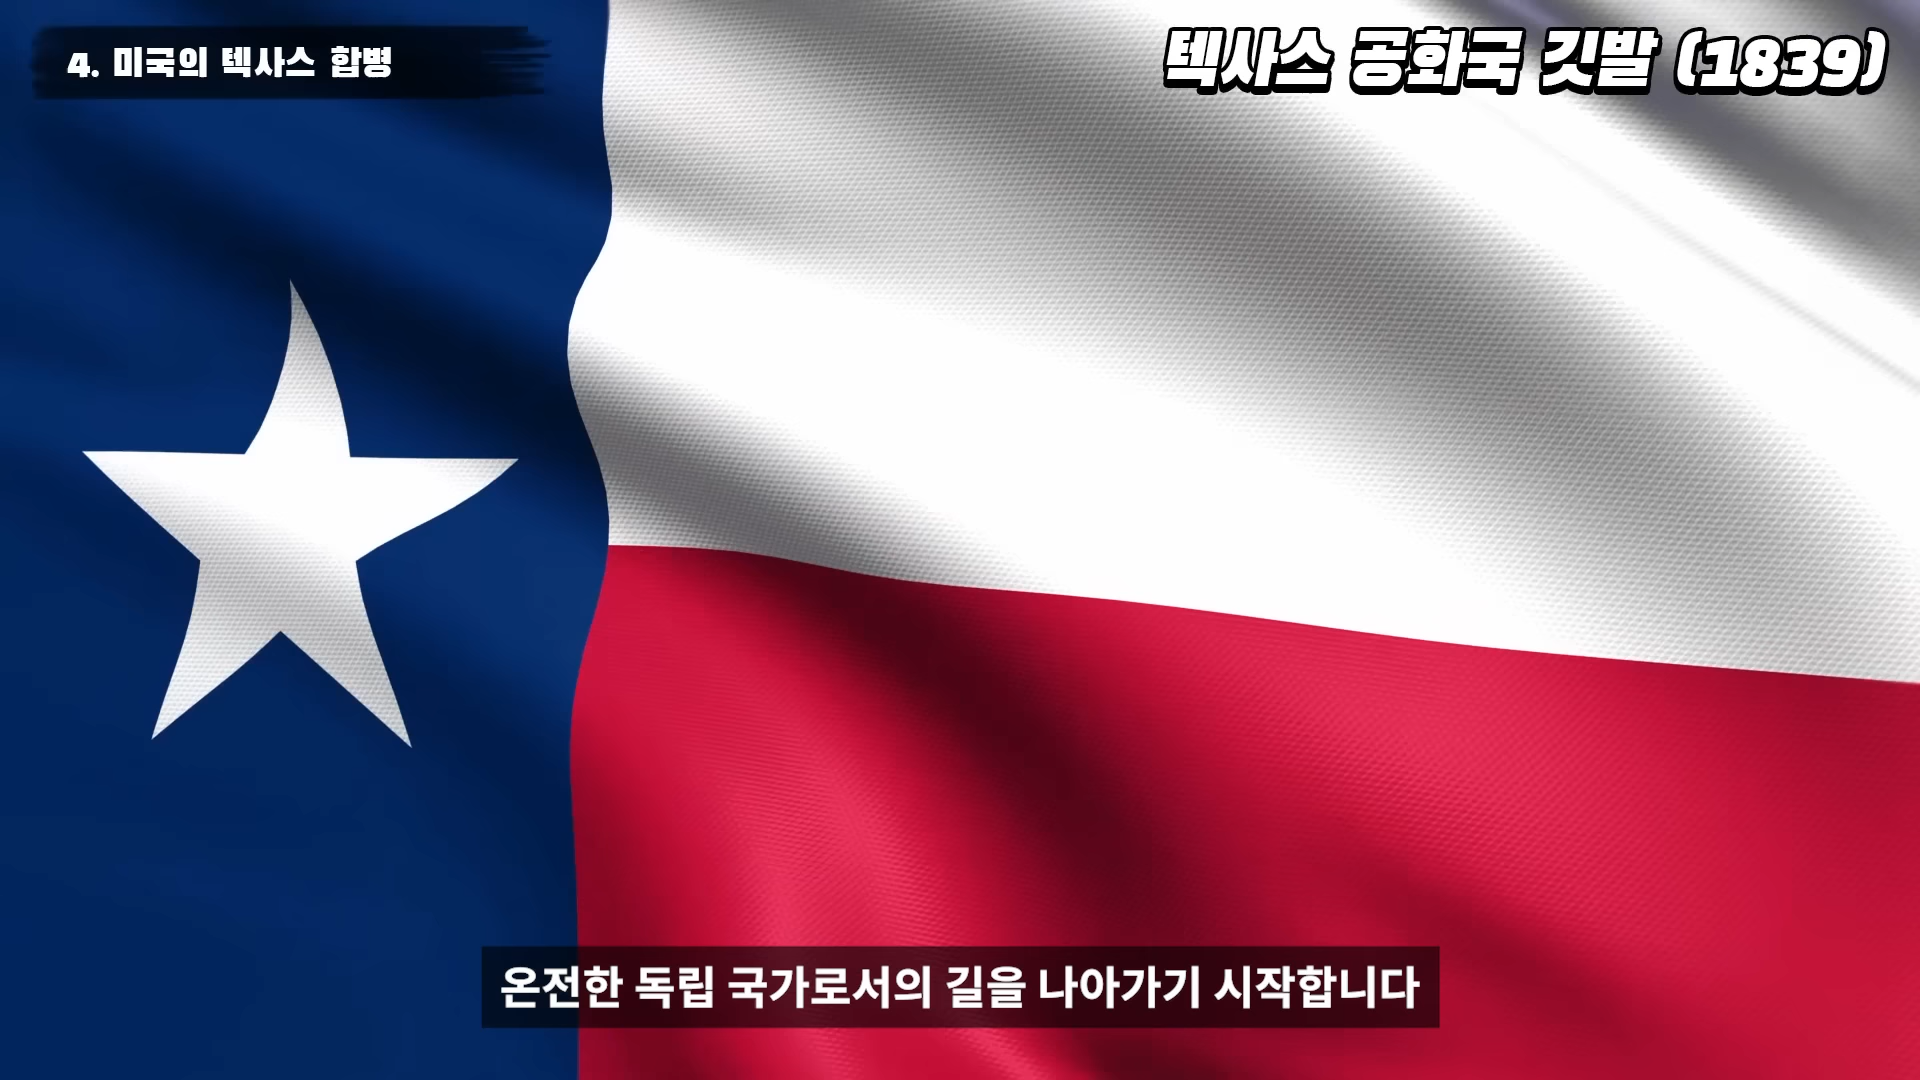 4. 미국의 텍사스 합병
텍사스 공화국 깃발 (1839)
온전한 독립 국가로서의 길을 나아가기 시작합니다